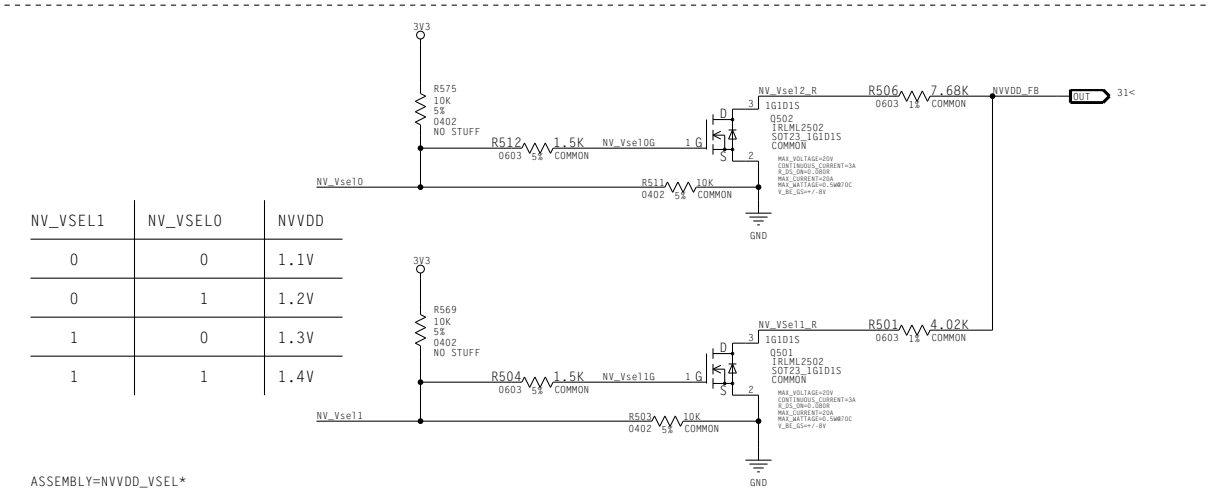 3V3
R575
10K
5%
0402
NO STUFF
R512 1.5K
0603 5% COMMON
NV_Vsel0G
1 G
D
S
3
2
NV_Vsel2_R
1G1D1S
Q502
IRLML2502
SOT23_1G1D1S
COMMON
MAX_VOLTAGE=20V
CONTINUOUS_CURRENT=3A
R_DS_ON=0.080R
MAX_CURRENT=20A
MAX_WATTAGE=0.5W@70C
V_BE_GS=+/-8V
R506 7.68K
0603 1% COMMON
NVVDD_FB
OUT
31<
NV_Vsel0
R511 10K
0402 5% COMMON
GND
NV_VSEL1 NV_VSEL0 NVVDD
0 0 1.1V
0 1 1.2V
1 0 1.3V
1 1 1.4V
3V3
R569
10K
5%
0402
NO STUFF
R504 1.5K
0603 5% COMMON
NV_Vsel1G
1 G
D
S
3
2
NV_VSel1_R
1G1D1S
Q501
IRLML2502
SOT23_1G1D1S
COMMON
MAX_VOLTAGE=20V
CONTINUOUS_CURRENT=3A
R_DS_ON=0.080R
MAX_CURRENT=20A
MAX_WATTAGE=0.5W@70C
V_BE_GS=+/-8V
R501 4.02K
0603 1% COMMON
NV_Vsel1
R503 10K
0402 5% COMMON
GND
ASSEMBLY=NVVDD_VSEL*